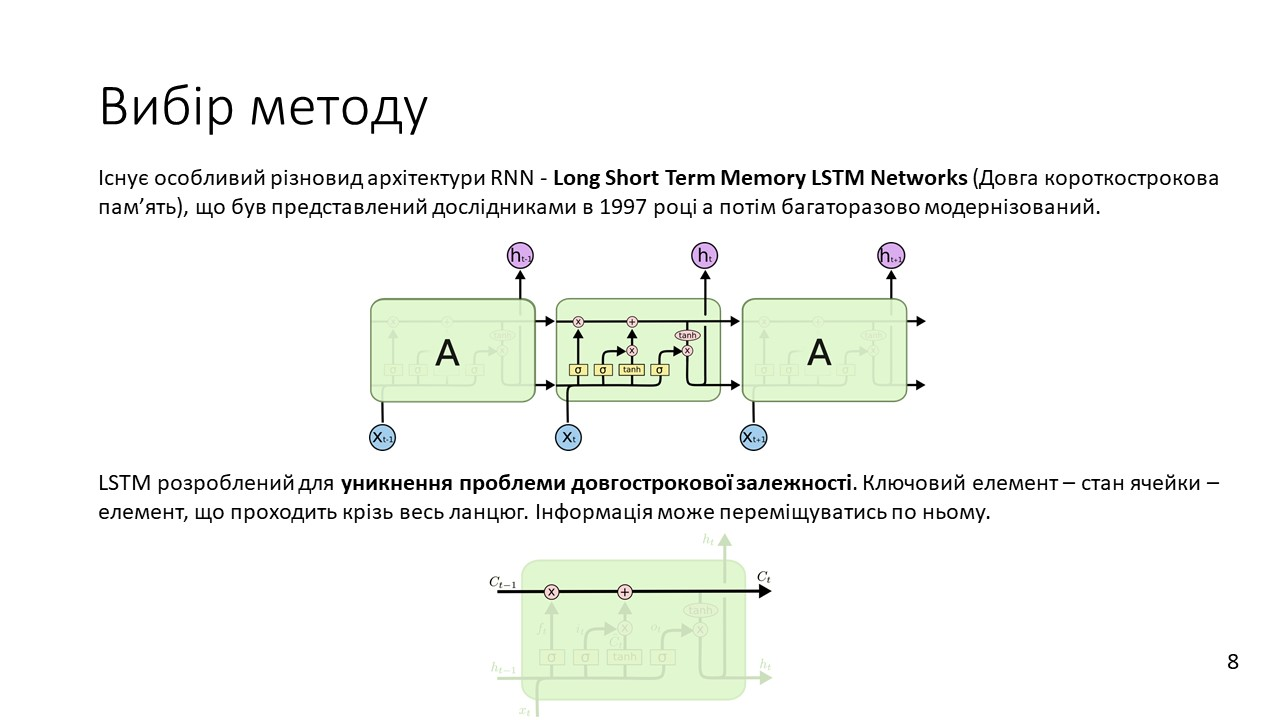 Вибір методу
Існує особливий різновид архітектури RNN - Long Short Term Memory LSTM Networks (Довга короткострокова
пам’ять), що був представлений дослідниками в 1997 році а потім багаторазово модернізований.
ht-1 ht ht+1
x + tanh
A x x A
σ σ tanh σ
xt-1 xt xt+1
LSTM розроблений для уникнення проблеми довгострокової залежності. Ключовий елемент – стан ячейки –
елемент, що проходить крізь весь ланцюг. Інформація може переміщуватись по ньому.
ht
Ct−1 x + Ct
tanh
ft it x ot x
σ σ tanh σ
ht−1 ht
xt
8